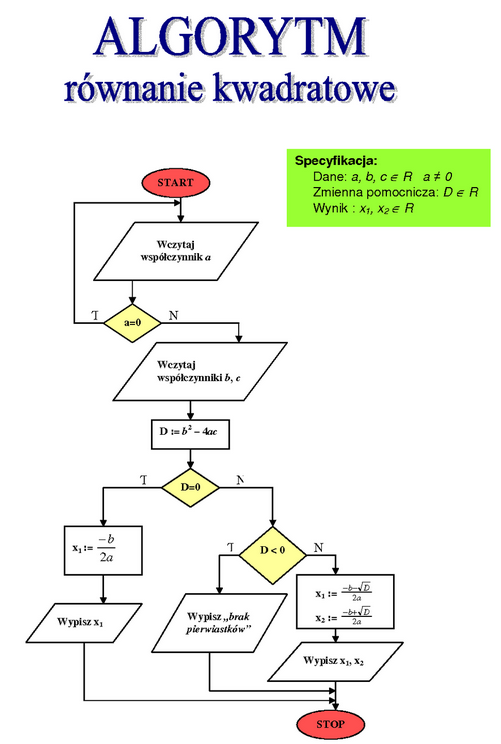 ALGORYTM
równanie kwadratowe
Specyfikacja:
Dane: a, b, c ∈ R   a ≠ 0
Zmienna pomocnicza: D ∈ R
Wynik : x₁, x₂ ∈ R
START
Wczytaj
współczynnik a
T
a=0
N
Wczytaj
współczynniki b, c
D := b² – 4ac
T
D=0
N
x₁ := −b / 2a
T
D < 0
N
x₁ := −b−√D / 2a
x₂ := −b+√D / 2a
Wypisz x₁
Wypisz „brak
pierwiastków”
Wypisz x₁, x₂
STOP